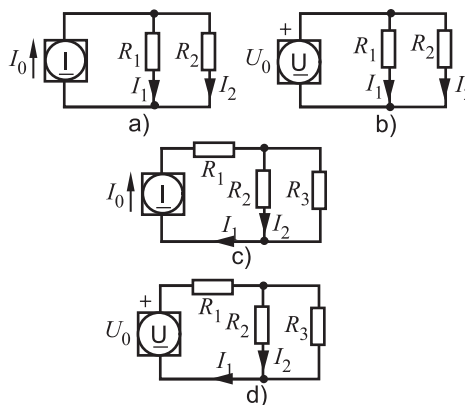 I₀ I R₁ R₂ I₁ I₂
a)
+ U₀ U R₁ R₂ I₁ I₂
b)
I₀ I R₁ R₂ R₃ I₁ I₂
c)
+ U₀ U R₁ R₂ R₃ I₁ I₂
d)